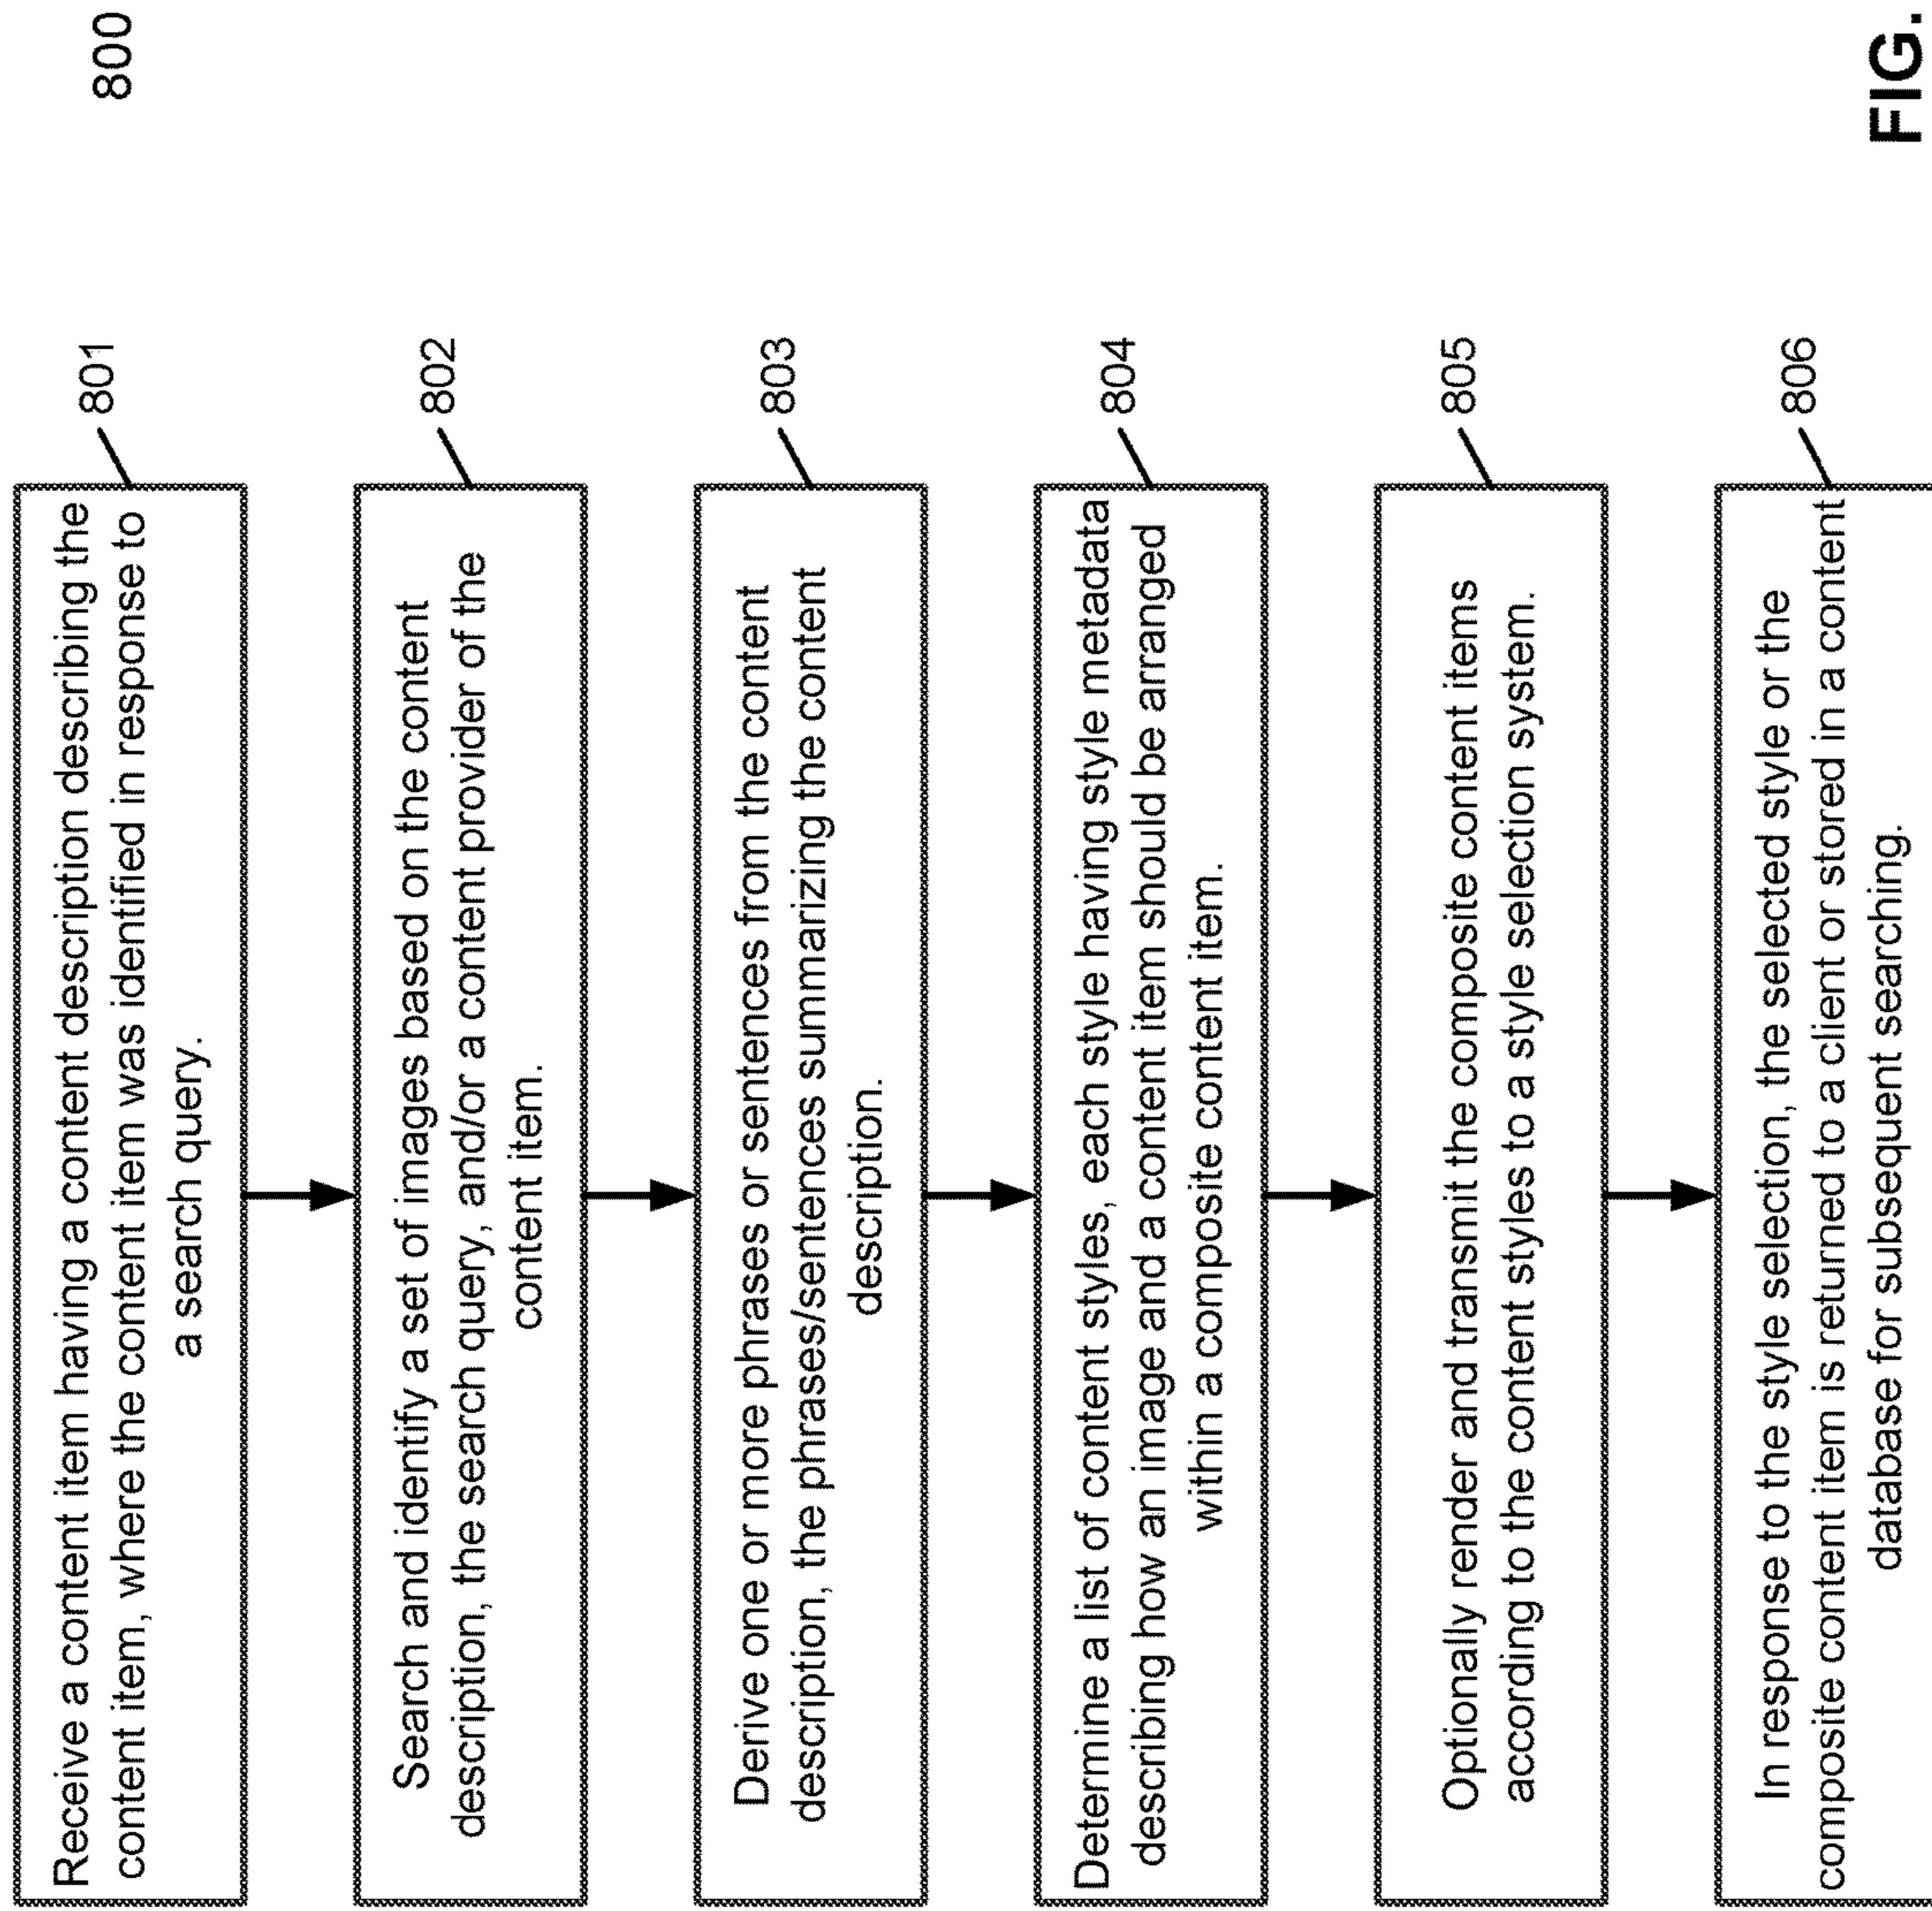 800
Receive a content item having a content description describing the
content item, where the content item was identified in response to
a search query.
801
Search and identify a set of images based on the content
description, the search query, and/or a content provider of the
content item.
802
Derive one or more phrases or sentences from the content
description, the phrases/sentences summarizing the content
description.
803
Determine a list of content styles, each style having style metadata
describing how an image and a content item should be arranged
within a composite content item.
804
Optionally render and transmit the composite content items
according to the content styles to a style selection system.
805
In response to the style selection, the selected style or the
composite content item is returned to a client or stored in a content
database for subsequent searching.
806
FIG.